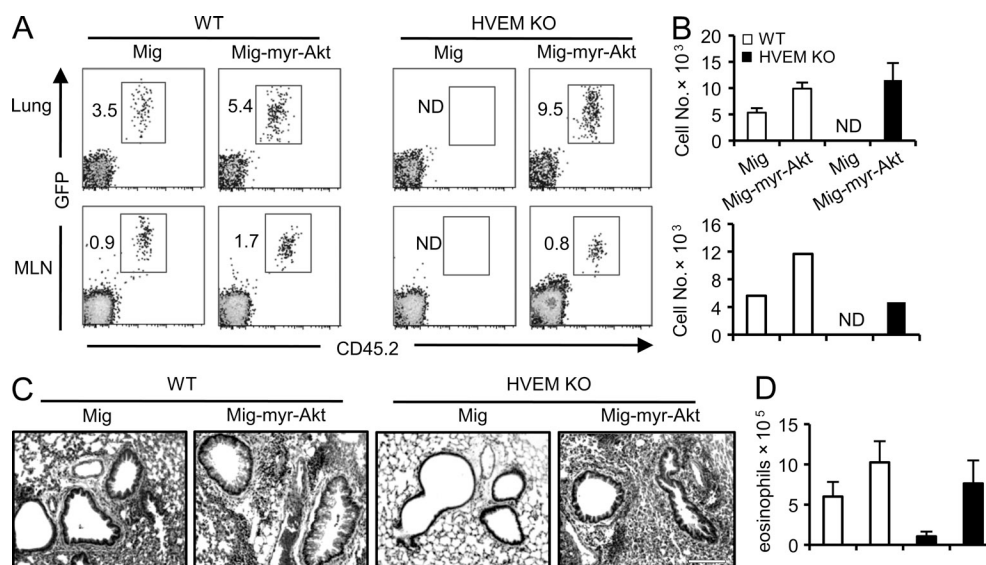 A
WT
HVEM KO
Mig
Mig-myr-Akt
Mig
Mig-myr-Akt
Lung
3.5
5.4
ND
9.5
GFP
MLN
0.9
1.7
ND
0.8
CD45.2
B
WT
HVEM KO
Cell No. × 10³
20
15
10
5
0
ND
Mig
Mig-myr-Akt
Mig
Mig-myr-Akt
Cell No. × 10³
16
12
8
4
0
ND
C
WT
HVEM KO
Mig
Mig-myr-Akt
Mig
Mig-myr-Akt
D
eosinophils × 10⁵
15
10
5
0